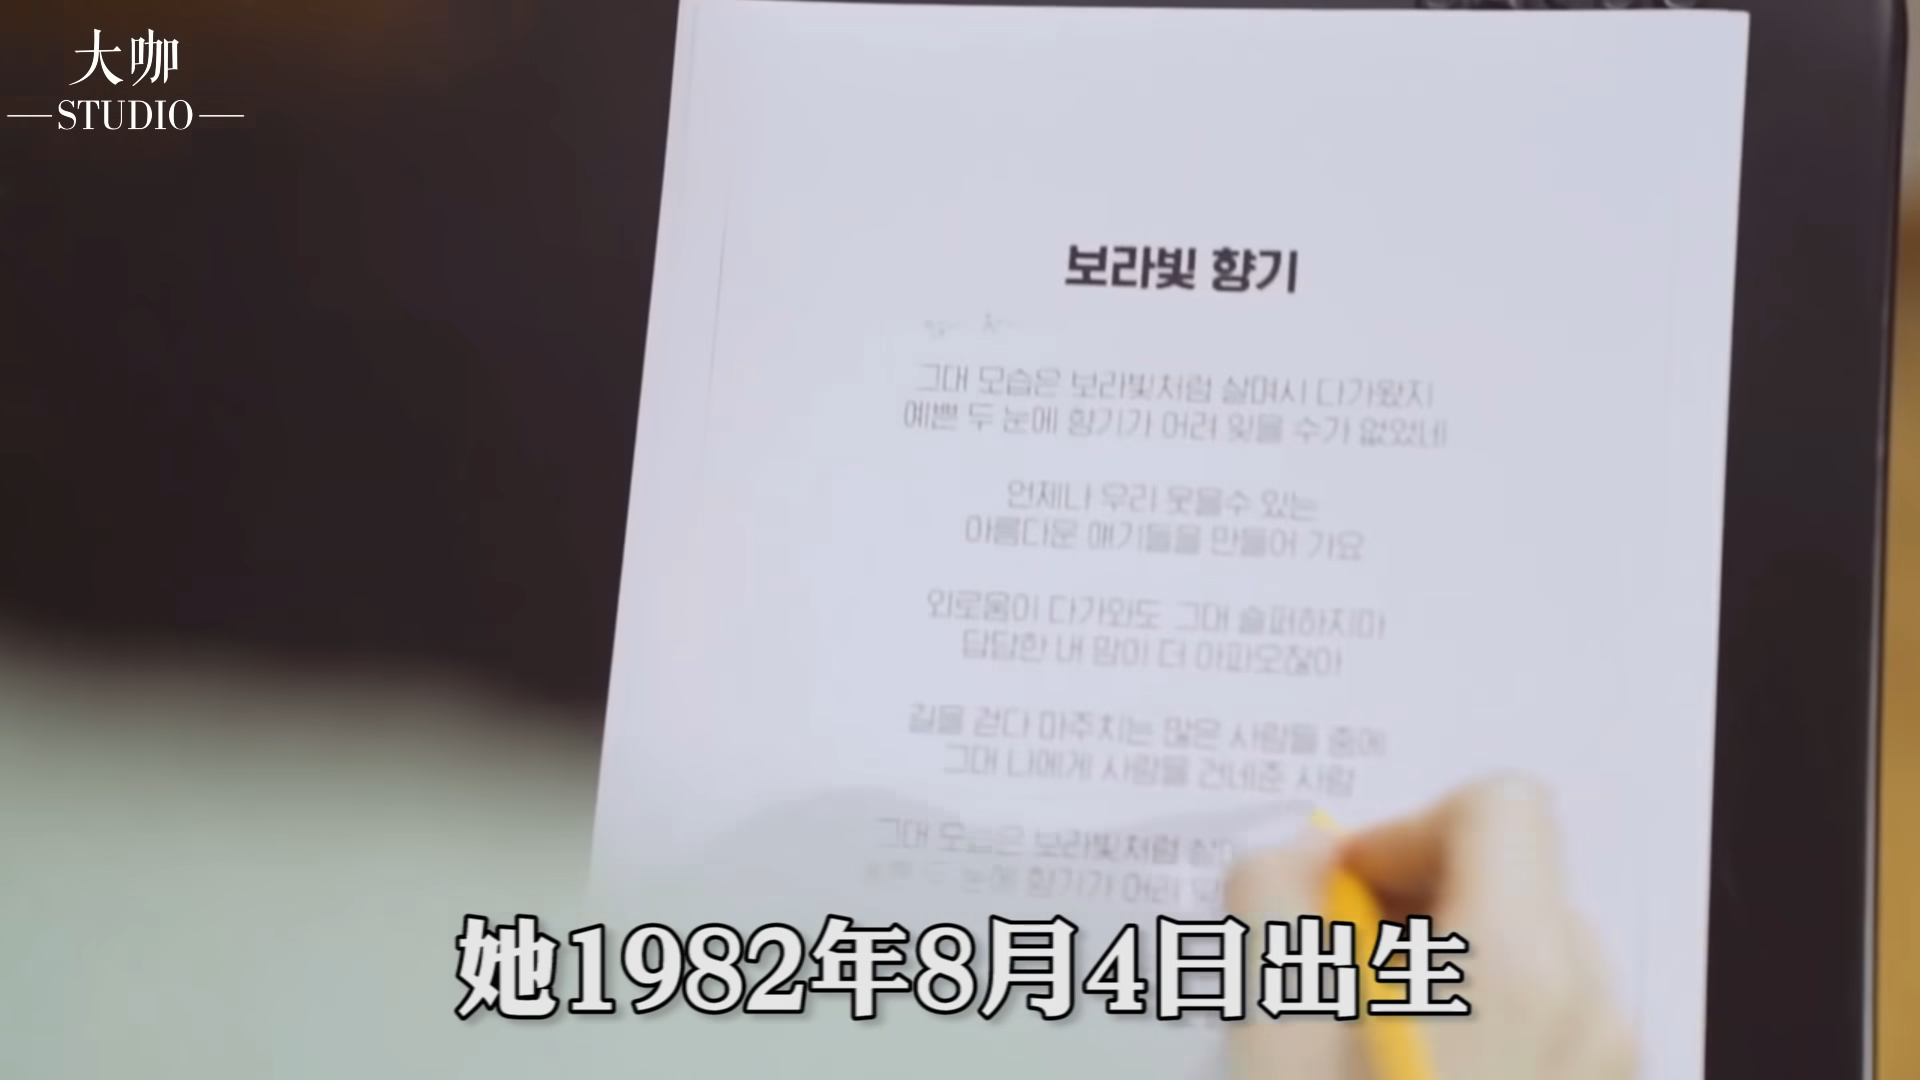 大咖
STUDIO
보라빛 향기
그대 모습은 보라빛처럼 살며시 다가왔지
예쁜 두 눈에 향기가 어려 잊을 수가 없었네
언제나 우리 웃을수 있는
아름다운 얘기들을 만들어 가요
외로움이 다가와도 그대 슬퍼하지마
답답한 내 맘이 더 아파오잖아
길을 걷다 마주치는 많은 사람들 중에
그대 나에게 사랑을 건네준 사람
그대 모습은 보라빛처럼
눈에 향기가 어려
她1982年8月4日出生